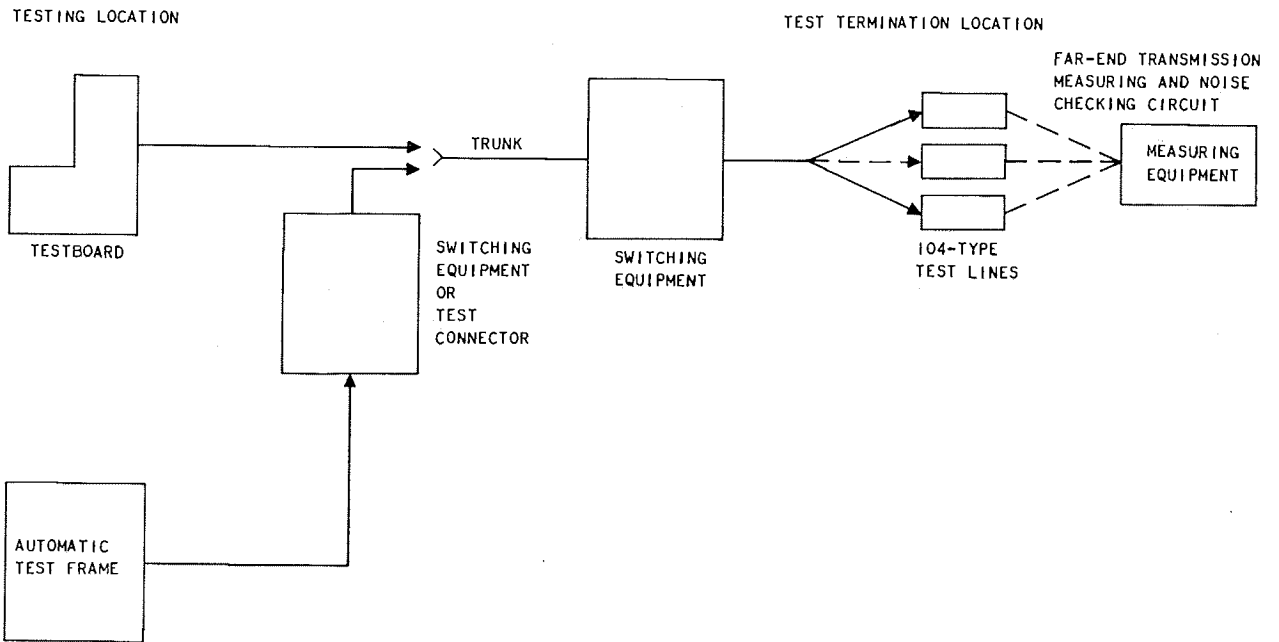 TESTING LOCATION
TEST TERMINATION LOCATION
FAR-END TRANSMISSION
MEASURING AND NOISE
CHECKING CIRCUIT
TRUNK
MEASURING
EQUIPMENT
TESTBOARD
SWITCHING
EQUIPMENT
OR
TEST
CONNECTOR
SWITCHING
EQUIPMENT
104-TYPE
TEST LINES
AUTOMATIC
TEST FRAME